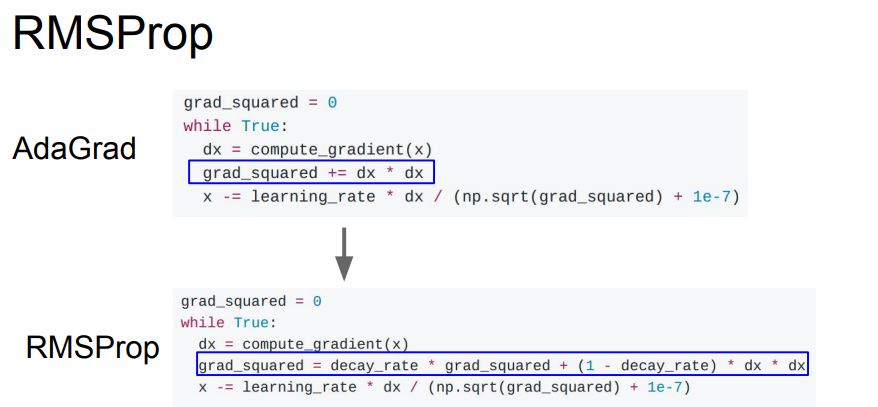 RMSProp
AdaGrad
grad_squared = 0
while True:
dx = compute_gradient(x)
grad_squared += dx * dx
x -= learning_rate * dx / (np.sqrt(grad_squared) + 1e-7)
RMSProp
grad_squared = 0
while True:
dx = compute_gradient(x)
grad_squared = decay_rate * grad_squared + (1 - decay_rate) * dx * dx
x -= learning_rate * dx / (np.sqrt(grad_squared) + 1e-7)